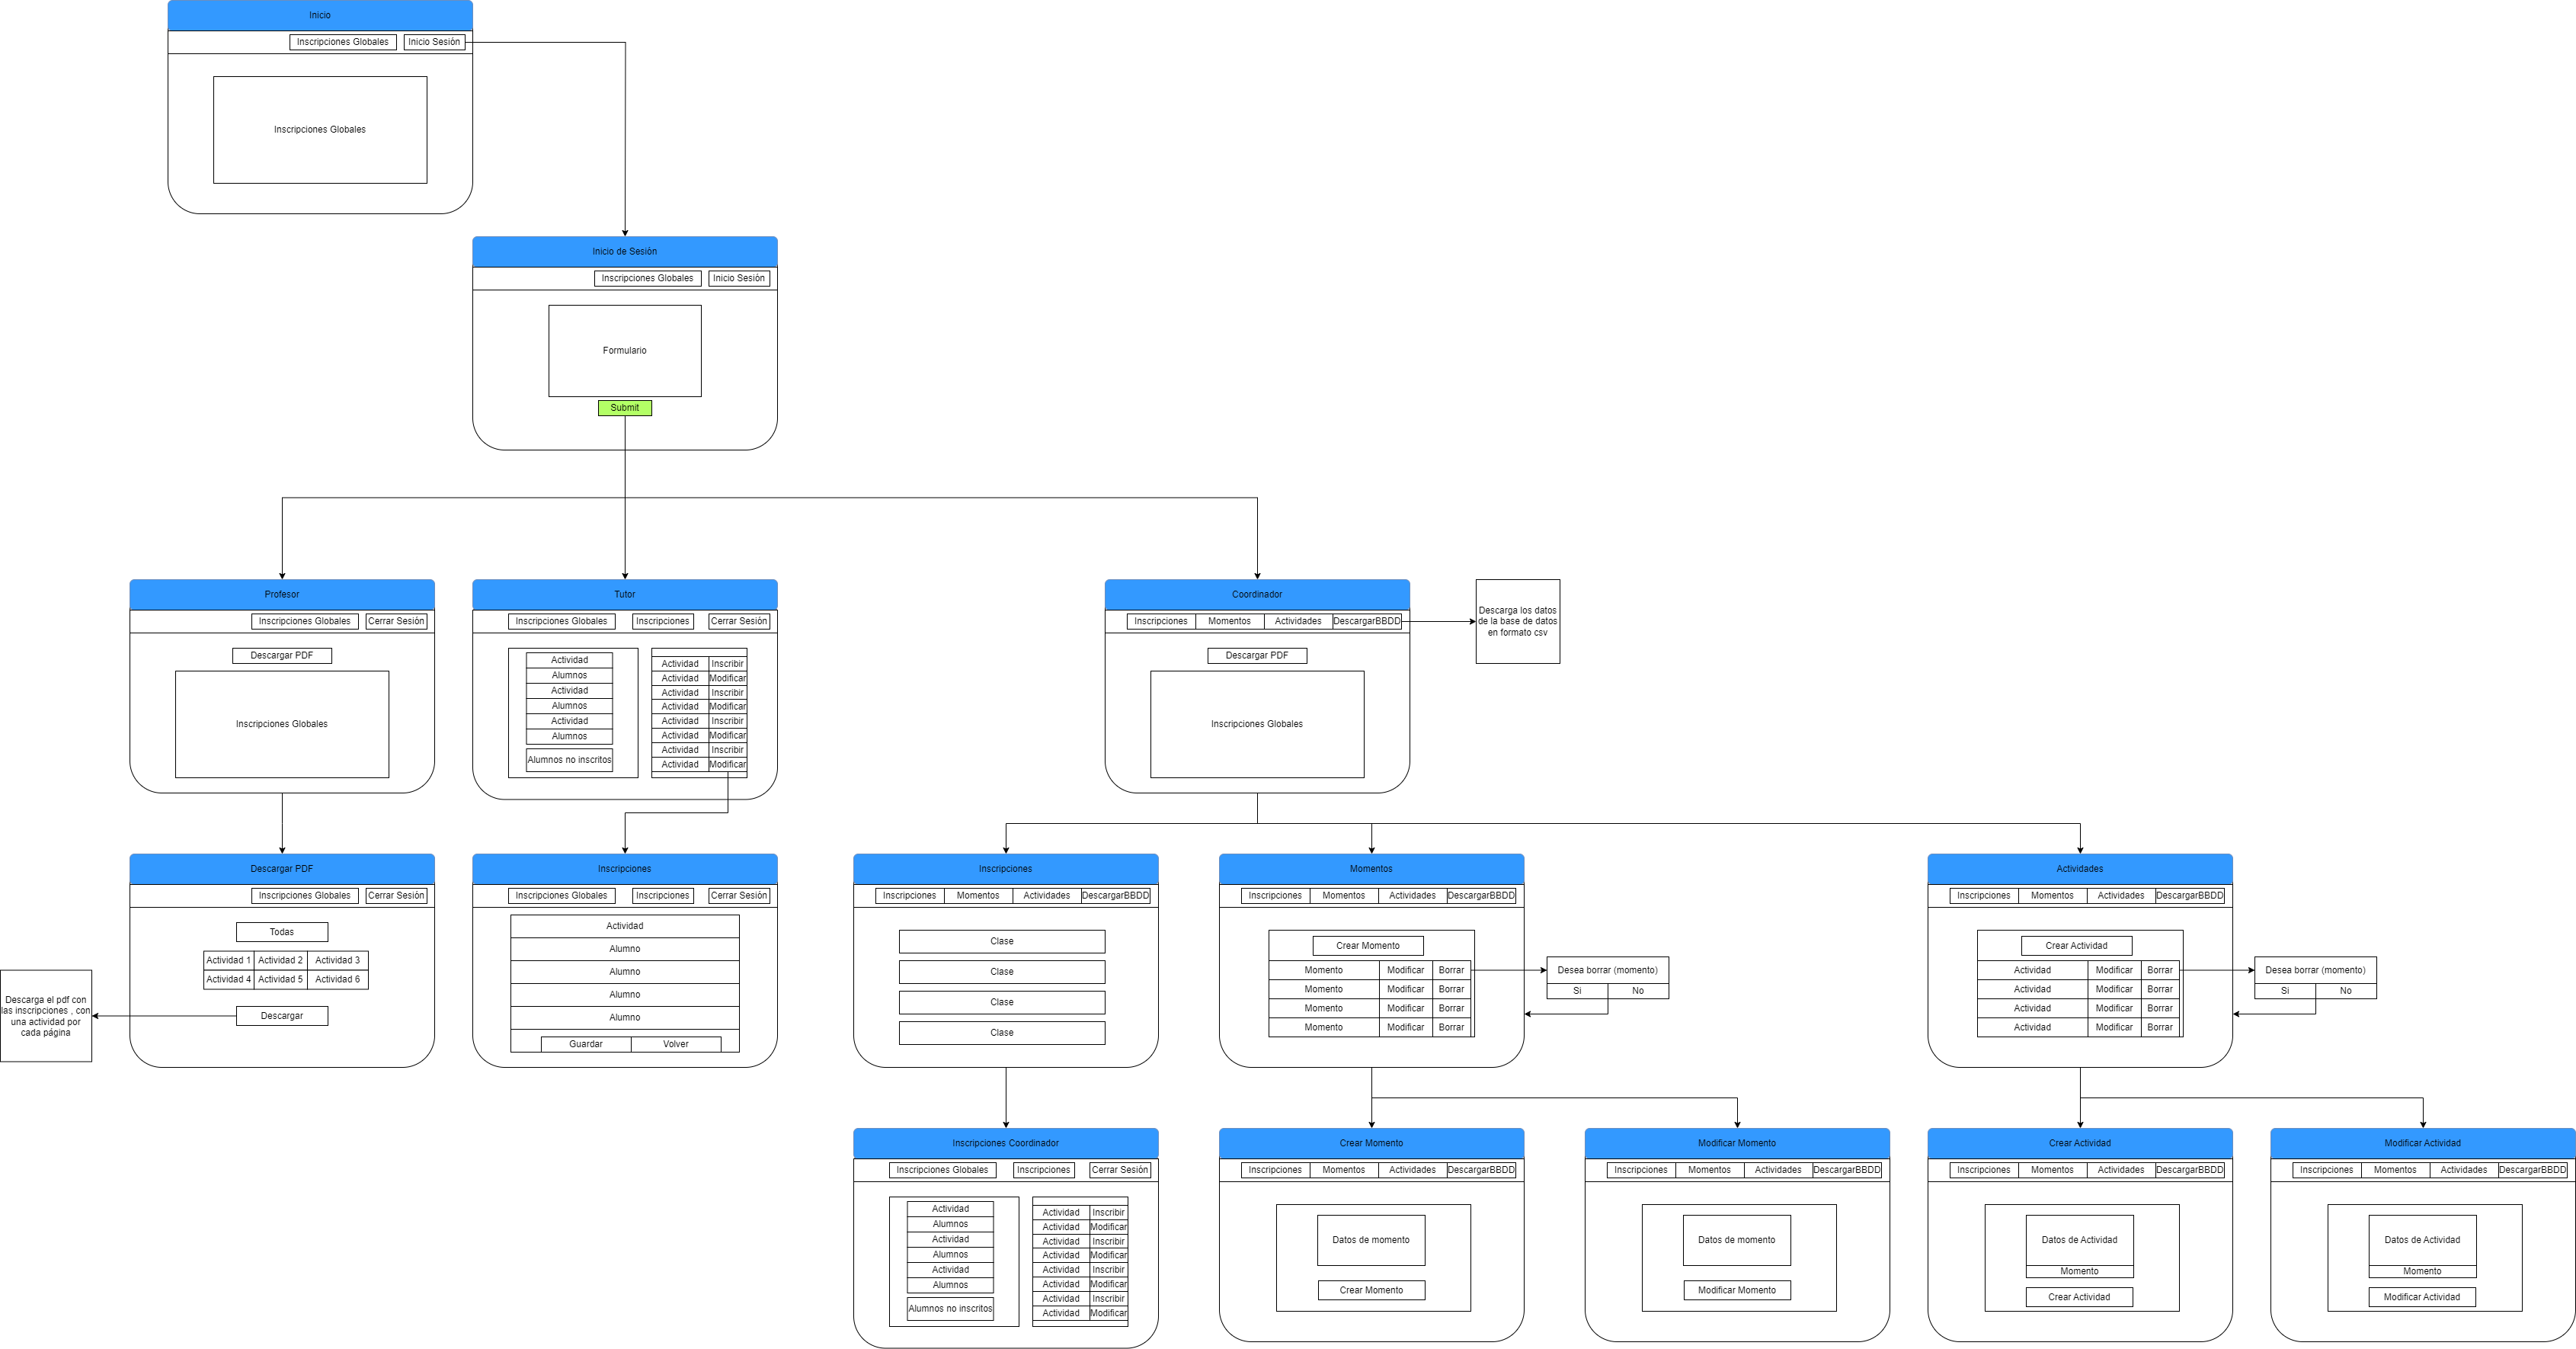 Inicio
Inscripciones Globales Inicio Sesión
Inscripciones Globales
Inicio de Sesión
Inscripciones Globales Inicio Sesión
Formulario
Submit
Profesor
Inscripciones Globales Cerrar Sesión
Descargar PDF
Inscripciones Globales
Tutor
Inscripciones Globales Inscripciones Cerrar Sesión
Actividad
Alumnos
Actividad
Alumnos
Actividad
Alumnos
Alumnos no inscritos
Actividad Inscribir
Actividad Modificar
Actividad Inscribir
Actividad Modificar
Actividad Inscribir
Actividad Modificar
Actividad Inscribir
Actividad Modificar
Coordinador
Inscripciones Momentos Actividades DescargarBBDD
Descargar PDF
Inscripciones Globales
Descarga los datos
de la base de datos
en formato csv
Descargar PDF
Inscripciones Globales Cerrar Sesión
Todas
Actividad 1 Actividad 2 Actividad 3
Actividad 4 Actividad 5 Actividad 6
Descargar
Descarga el pdf con
las inscripciones , con
una actividad por
cada página
Inscripciones
Inscripciones Globales Inscripciones Cerrar Sesión
Actividad
Alumno
Alumno
Alumno
Alumno
Guardar Volver
Inscripciones
Inscripciones Momentos Actividades DescargarBBDD
Clase
Clase
Clase
Clase
Momentos
Inscripciones Momentos Actividades DescargarBBDD
Crear Momento
Momento Modificar Borrar
Momento Modificar Borrar
Momento Modificar Borrar
Momento Modificar Borrar
Desea borrar (momento)
Si No
Actividades
Inscripciones Momentos Actividades DescargarBBDD
Crear Actividad
Actividad Modificar Borrar
Actividad Modificar Borrar
Actividad Modificar Borrar
Actividad Modificar Borrar
Desea borrar (momento)
Si No
Inscripciones Coordinador
Inscripciones Globales Inscripciones Cerrar Sesión
Actividad
Alumnos
Actividad
Alumnos
Actividad
Alumnos
Alumnos no inscritos
Actividad Inscribir
Actividad Modificar
Actividad Inscribir
Actividad Modificar
Actividad Inscribir
Actividad Modificar
Actividad Inscribir
Actividad Modificar
Crear Momento
Inscripciones Momentos Actividades DescargarBBDD
Datos de momento
Crear Momento
Modificar Momento
Inscripciones Momentos Actividades DescargarBBDD
Datos de momento
Modificar Momento
Crear Actividad
Inscripciones Momentos Actividades DescargarBBDD
Datos de Actividad
Momento
Crear Actividad
Modificar Actividad
Inscripciones Momentos Actividades DescargarBBDD
Datos de Actividad
Momento
Modificar Actividad